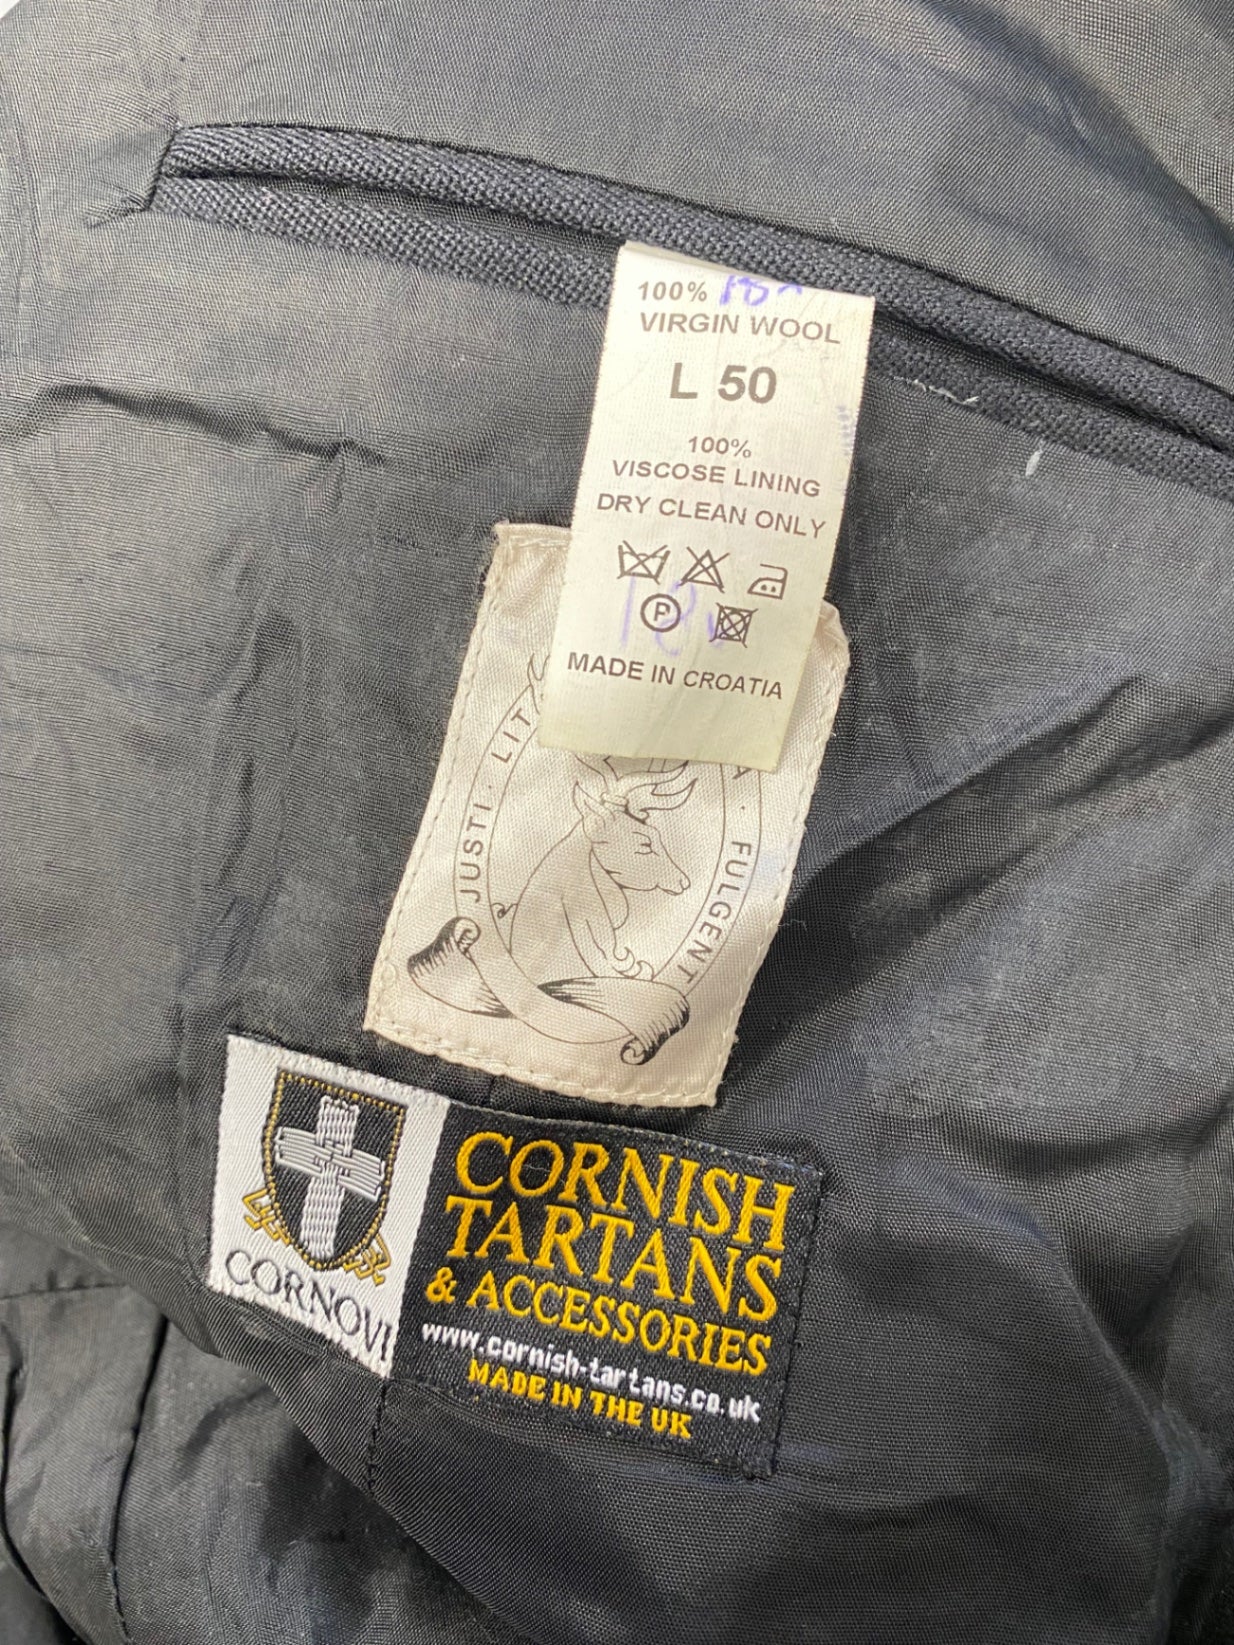 100%
VIRGIN WOOL
L 50
100%
VISCOSE LINING
DRY CLEAN ONLY
P
MADE IN CROATIA
JUSTI · LIT
A · FULGENT
CORNOVI
CORNISH
TARTANS
& ACCESSORIES
www.cornish-tartans.co.uk
MADE IN THE UK